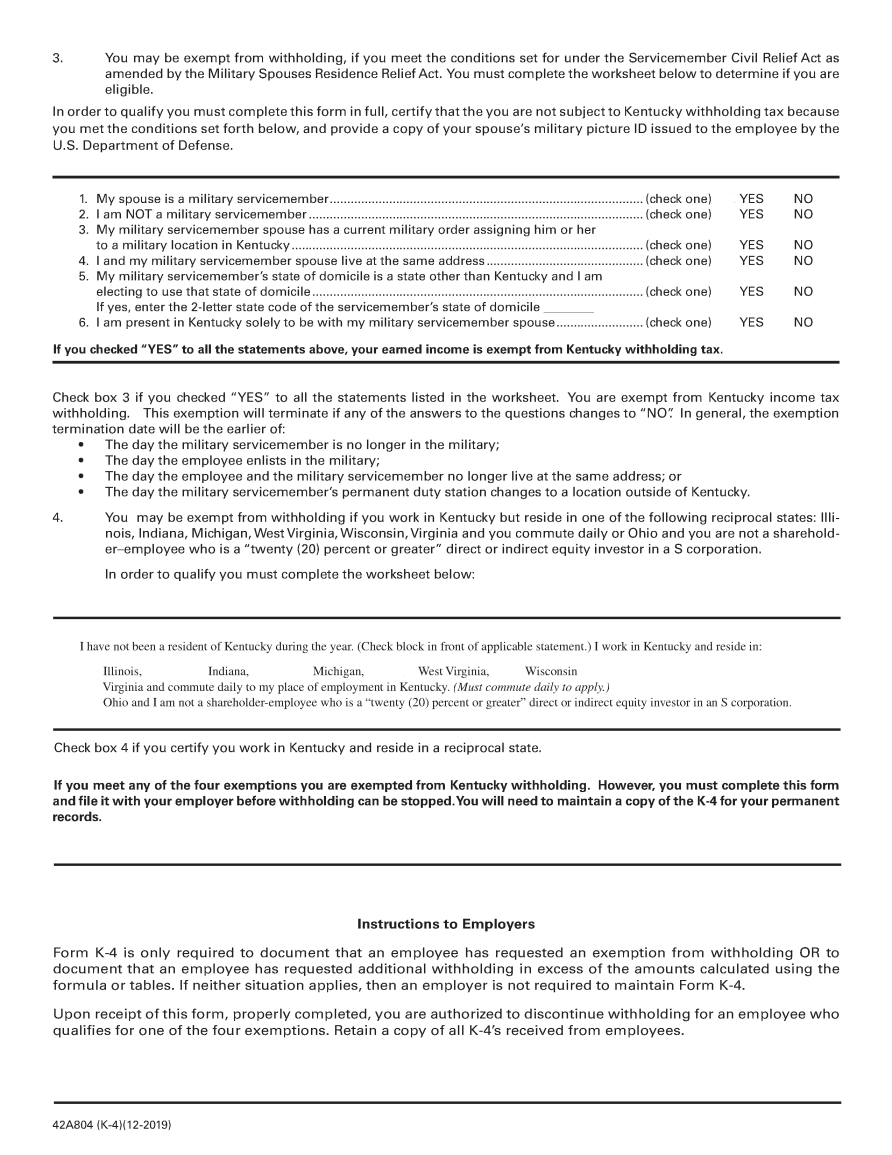 3. You may be exempt from withholding, if you meet the conditions set for under the Servicemember Civil Relief Act as
amended by the Military Spouses Residence Relief Act. You must complete the worksheet below to determine if you are
eligible.
In order to qualify you must complete this form in full, certify that the you are not subject to Kentucky withholding tax because
you met the conditions set forth below, and provide a copy of your spouse's military picture ID issued to the employee by the
U.S. Department of Defense.
1. My spouse is a military servicemember.......................................................................................... (check one) YES NO
2. I am NOT a military servicemember ................................................................................................ (check one) YES NO
3. My military servicemember spouse has a current military order assigning him or her
to a military location in Kentucky ..................................................................................................... (check one) YES NO
4. I and my military servicemember spouse live at the same address ............................................. (check one) YES NO
5. My military servicemember's state of domicile is a state other than Kentucky and I am
electing to use that state of domicile ............................................................................................... (check one) YES NO
If yes, enter the 2-letter state code of the servicemember's state of domicile ________
6. I am present in Kentucky solely to be with my military servicemember spouse ......................... (check one) YES NO
If you checked “YES” to all the statements above, your earned income is exempt from Kentucky withholding tax.
Check box 3 if you checked “YES” to all the statements listed in the worksheet. You are exempt from Kentucky income tax
withholding. This exemption will terminate if any of the answers to the questions changes to “NO”. In general, the exemption
termination date will be the earlier of:
• The day the military servicemember is no longer in the military;
• The day the employee enlists in the military;
• The day the employee and the military servicemember no longer live at the same address; or
• The day the military servicemember's permanent duty station changes to a location outside of Kentucky.
4. You may be exempt from withholding if you work in Kentucky but reside in one of the following reciprocal states: Illi-
nois, Indiana, Michigan, West Virginia, Wisconsin, Virginia and you commute daily or Ohio and you are not a sharehold-
er–employee who is a “twenty (20) percent or greater” direct or indirect equity investor in a S corporation.
In order to qualify you must complete the worksheet below:
I have not been a resident of Kentucky during the year. (Check block in front of applicable statement.) I work in Kentucky and reside in:
Illinois, Indiana, Michigan, West Virginia, Wisconsin
Virginia and commute daily to my place of employment in Kentucky. (Must commute daily to apply.)
Ohio and I am not a shareholder-employee who is a “twenty (20) percent or greater” direct or indirect equity investor in an S corporation.
Check box 4 if you certify you work in Kentucky and reside in a reciprocal state.
If you meet any of the four exemptions you are exempted from Kentucky withholding. However, you must complete this form
and file it with your employer before withholding can be stopped. You will need to maintain a copy of the K-4 for your permanent
records.
Instructions to Employers
Form K-4 is only required to document that an employee has requested an exemption from withholding OR to
document that an employee has requested additional withholding in excess of the amounts calculated using the
formula or tables. If neither situation applies, then an employer is not required to maintain Form K-4.
Upon receipt of this form, properly completed, you are authorized to discontinue withholding for an employee who
qualifies for one of the four exemptions. Retain a copy of all K-4's received from employees.
42A804 (K-4)(12-2019)